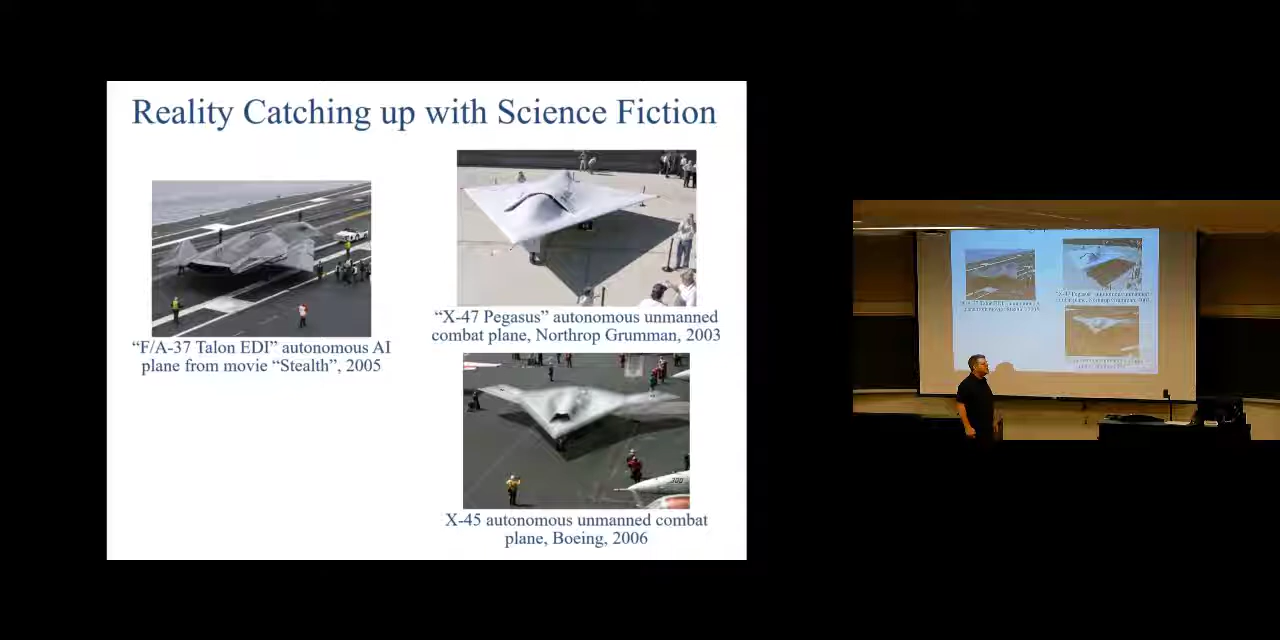 Reality Catching up with Science Fiction
“F/A-37 Talon EDI” autonomous AI
plane from movie “Stealth”, 2005
“X-47 Pegasus” autonomous unmanned
combat plane, Northrop Grumman, 2003
300
X-45 autonomous unmanned combat
plane, Boeing, 2006